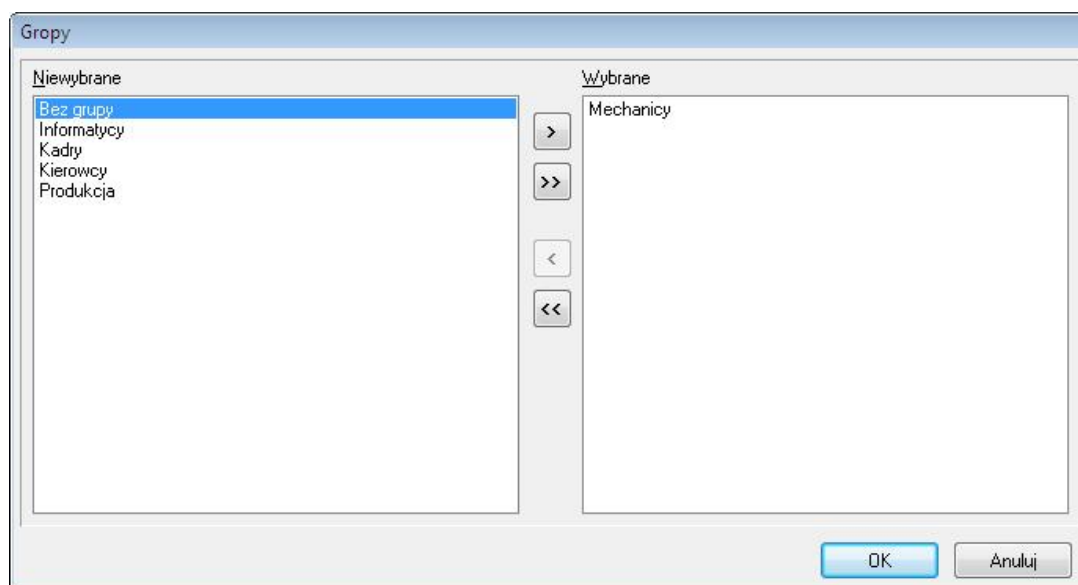 Gropy
Niewybrane
Wybrane
Bez grupy
Informatycy
Kadry
Kierowcy
Produkcja
Mechanicy
>
>>
<
<<
OK
Anuluj